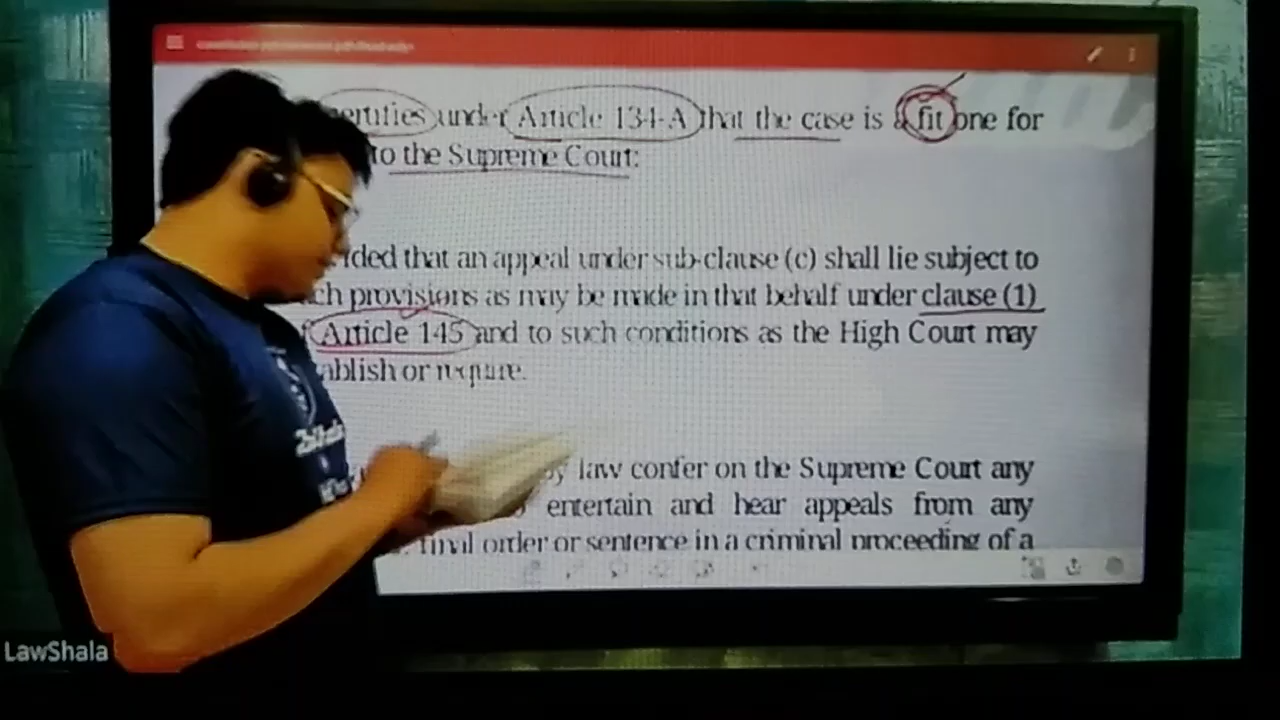 under Article 134-A that the case is a fit one for
to the Supreme Court:
that an appeal under sub-clause (c) shall lie subject to
provisions as may be made in that behalf under clause (1)
Article 145 and to such conditions as the High Court may
or require.
law confer on the Supreme Court any
entertain and hear appeals from any
final order or sentence in a criminal proceeding of a
LawShala